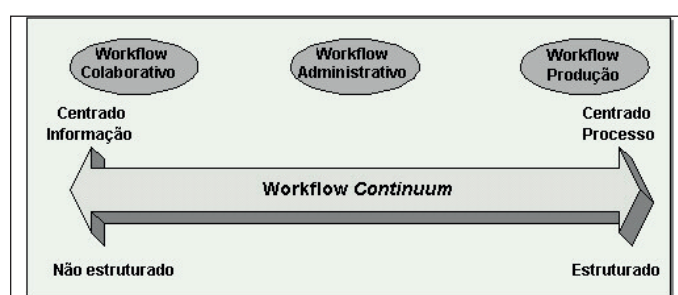 Workflow
Colaborativo
Workflow
Administrativo
Workflow
Produção
Centrado
Informação
Centrado
Processo
Workflow Continuum
Não estruturado
Estruturado